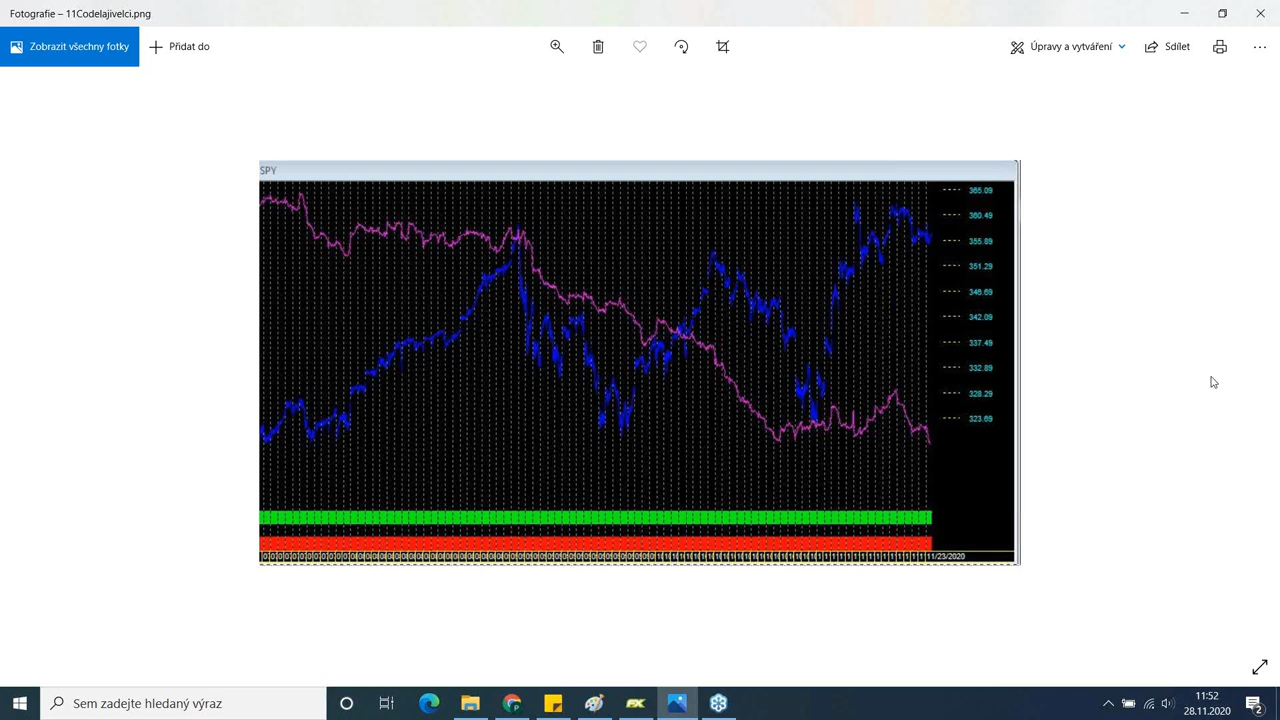 Fotografie – 11Codelajivelci.png
Zobrazit všechny fotky
Přidat do
Úpravy a vytváření
Sdílet
SPY
365.09
360.49
355.89
351.29
346.69
342.09
337.49
332.89
328.29
323.69
11/23/2020
Sem zadejte hledaný výraz
FX
11:52
28.11.2020
2